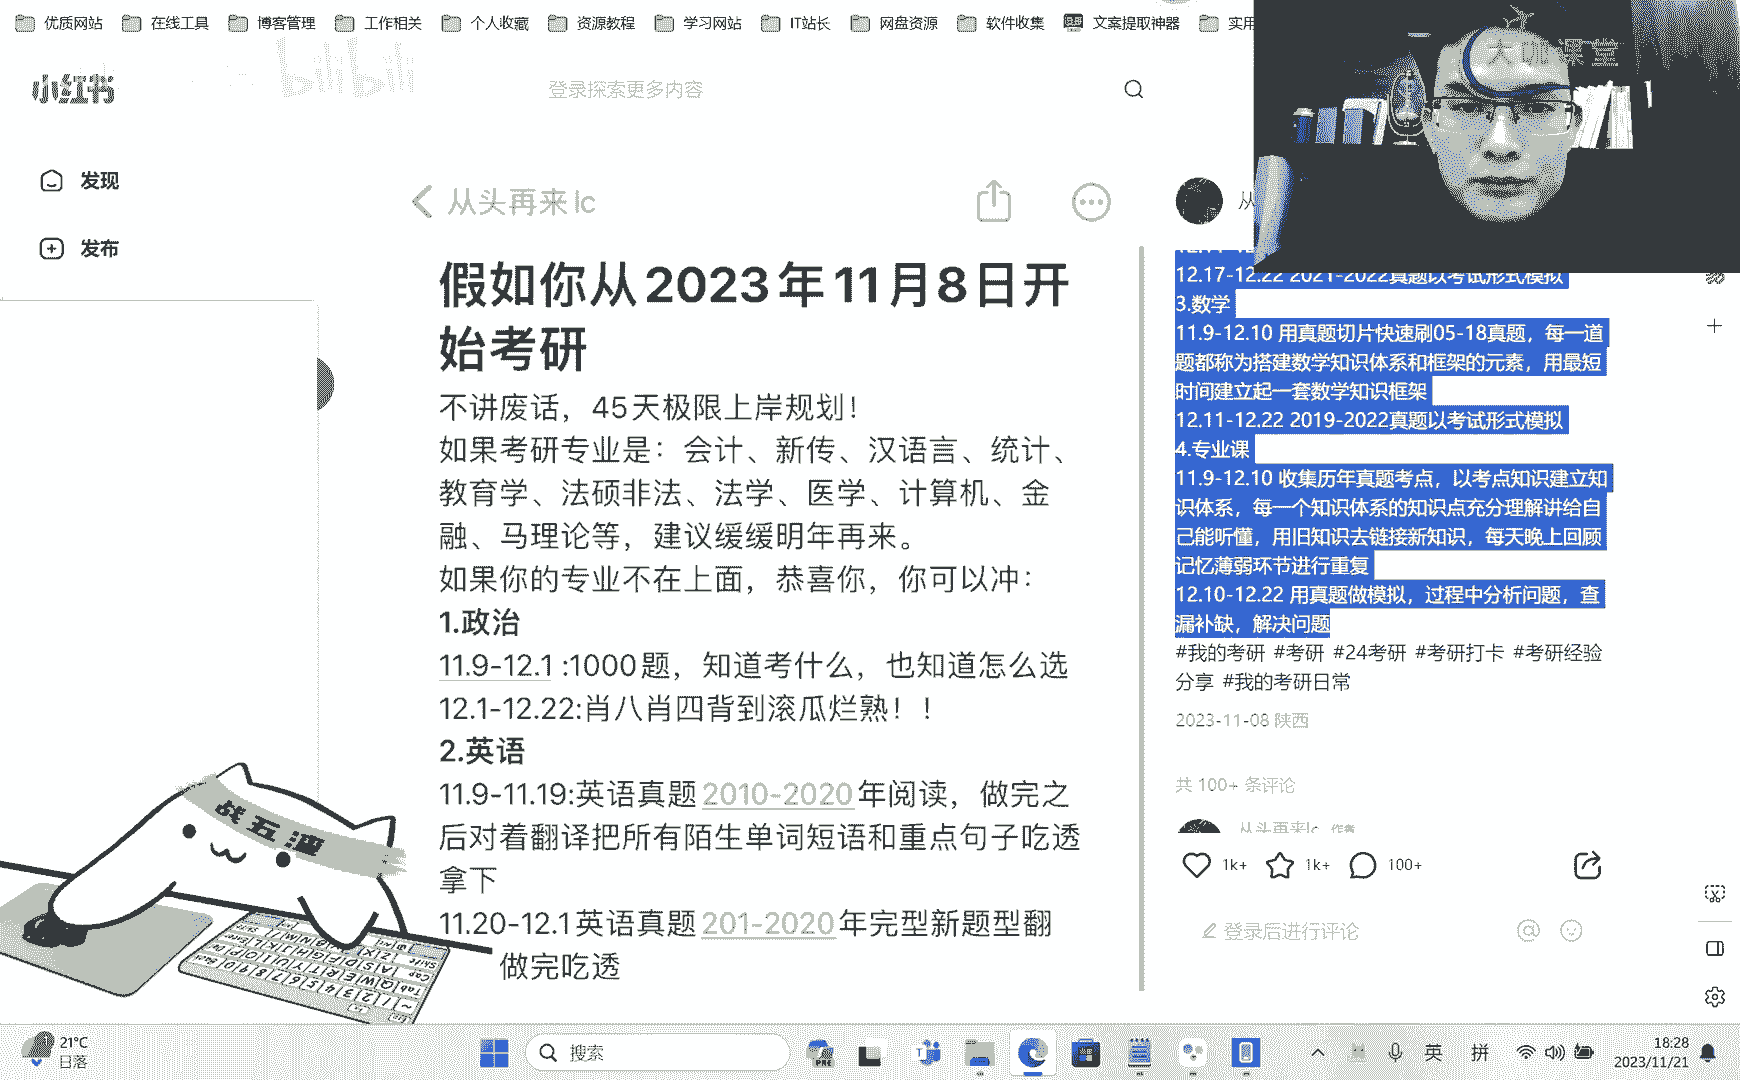 优质网站 在线工具 博客管理 工作相关 个人收藏 资源教程 学习网站 IT站长 网盘资源 软件收集 文案提取神器 实用
小红书
bilibili
登录探索更多内容
发现
发布
从头再来lc
假如你从2023年11月8日开
始考研
不讲废话，45天极限上岸规划！
如果考研专业是：会计、新传、汉语言、统计、
教育学、法硕非法、法学、医学、计算机、金
融、马理论等，建议缓缓明年再来。
如果你的专业不在上面，恭喜你，你可以冲：
1.政治
11.9-12.1 :1000题，知道考什么，也知道怎么选
12.1-12.22:肖八肖四背到滚瓜烂熟！！
2.英语
11.9-11.19:英语真题2010-2020年阅读，做完之
后对着翻译把所有陌生单词短语和重点句子吃透
拿下
11.20-12.1英语真题201-2020年完型新题型翻
做完吃透
课堂
从
12.17-12.22 2021-2022真题以考试形式模拟
3.数学
11.9-12.10 用真题切片快速刷05-18真题，每一道
题都称为搭建数学知识体系和框架的元素，用最短
时间建立起一套数学知识框架
12.11-12.22 2019-2022真题以考试形式模拟
4.专业课
11.9-12.10 收集历年真题考点，以考点知识建立知
识体系，每一个知识体系的知识点充分理解讲给自
己能听懂，用旧知识去链接新知识，每天晚上回顾
记忆薄弱环节进行重复
12.10-12.22 用真题做模拟，过程中分析问题，查
漏补缺，解决问题
#我的考研 #考研 #24考研 #考研打卡 #考研经验
分享 #我的考研日常
2023-11-08 陕西
共 100+ 条评论
从头再来lc 作者
1k+ 1k+ 100+
登录后进行评论
战五渣
21°C
日落
搜索
英 拼
18:28
2023/11/21